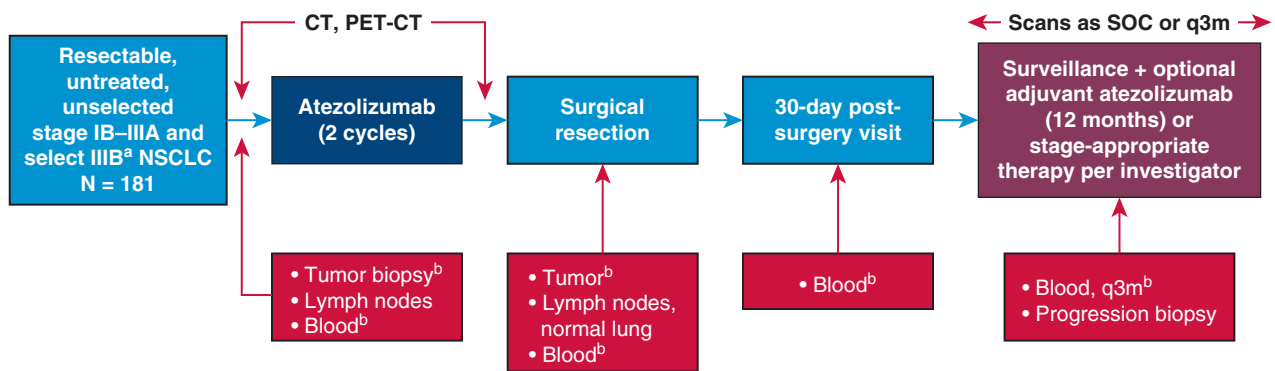 CT, PET-CT
Scans as SOC or q3m
Resectable,
untreated,
unselected
stage IB–IIIA and
select IIIBᵃ NSCLC
N = 181
Atezolizumab
(2 cycles)
Surgical
resection
30-day post-
surgery visit
Surveillance + optional
adjuvant atezolizumab
(12 months) or
stage-appropriate
therapy per investigator
• Tumor biopsyᵇ
• Lymph nodes
• Bloodᵇ
• Tumorᵇ
• Lymph nodes,
normal lung
• Bloodᵇ
• Bloodᵇ
• Blood, q3mᵇ
• Progression biopsy